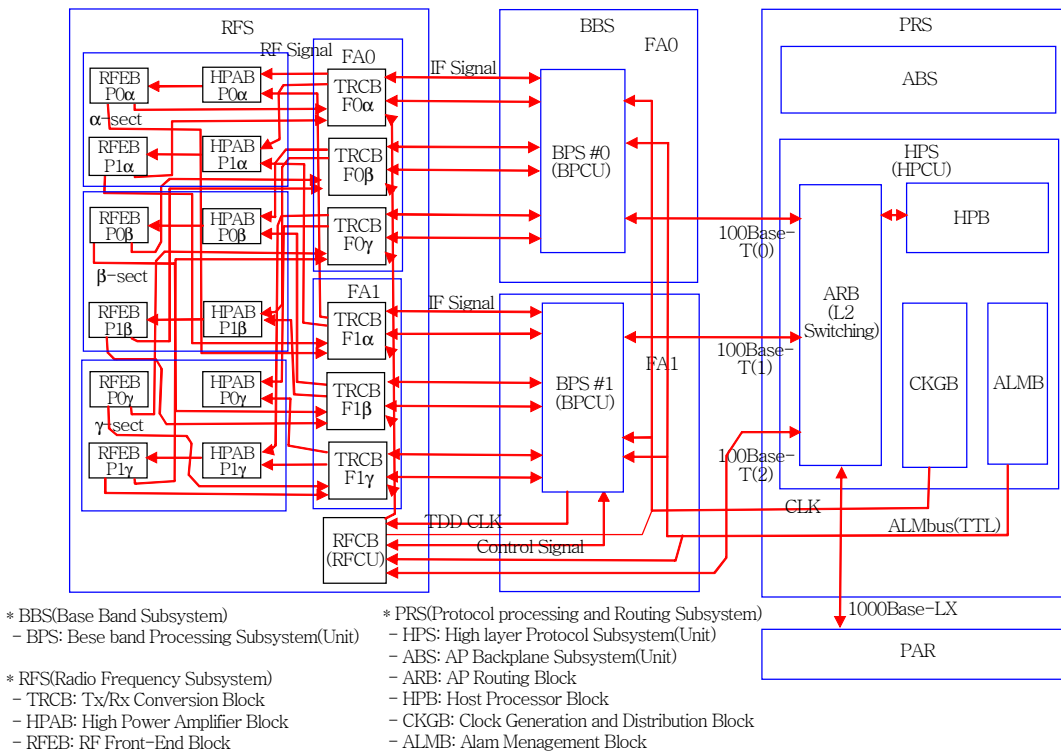 RFS
BBS
PRS
RF Signal
FA0
FA0
IF Signal
ABS
RFEB
P0α
HPAB
P0α
TRCB
F0α
α-sect
RFEB
P1α
HPAB
P1α
TRCB
F0β
BPS #0
(BPCU)
HPS
(HPCU)
HPB
RFEB
P0β
HPAB
P0β
TRCB
F0γ
100Base-
T(0)
β-sect
FA1
IF Signal
ARB
(L2
Switching)
RFEB
P1β
HPAB
P1β
TRCB
F1α
100Base-
T(1)
FA1
RFEB
P0γ
HPAB
P0γ
TRCB
F1β
BPS #1
(BPCU)
CKGB
ALMB
γ-sect
RFEB
P1γ
HPAB
P1γ
TRCB
F1γ
100Base-
T(2)
CLK
TDD CLK
ALMbus(TTL)
RFCB
(RFCU)
Control Signal
1000Base-LX
PAR
* BBS(Base Band Subsystem)
- BPS: Bese band Processing Subsystem(Unit)
* RFS(Radio Frequency Subsystem)
- TRCB: Tx/Rx Conversion Block
- HPAB: High Power Amplifier Block
- RFEB: RF Front-End Block
* PRS(Protocol processing and Routing Subsystem)
- HPS: High layer Protocol Subsystem(Unit)
- ABS: AP Backplane Subsystem(Unit)
- ARB: AP Routing Block
- HPB: Host Processor Block
- CKGB: Clock Generation and Distribution Block
- ALMB: Alam Menagement Block